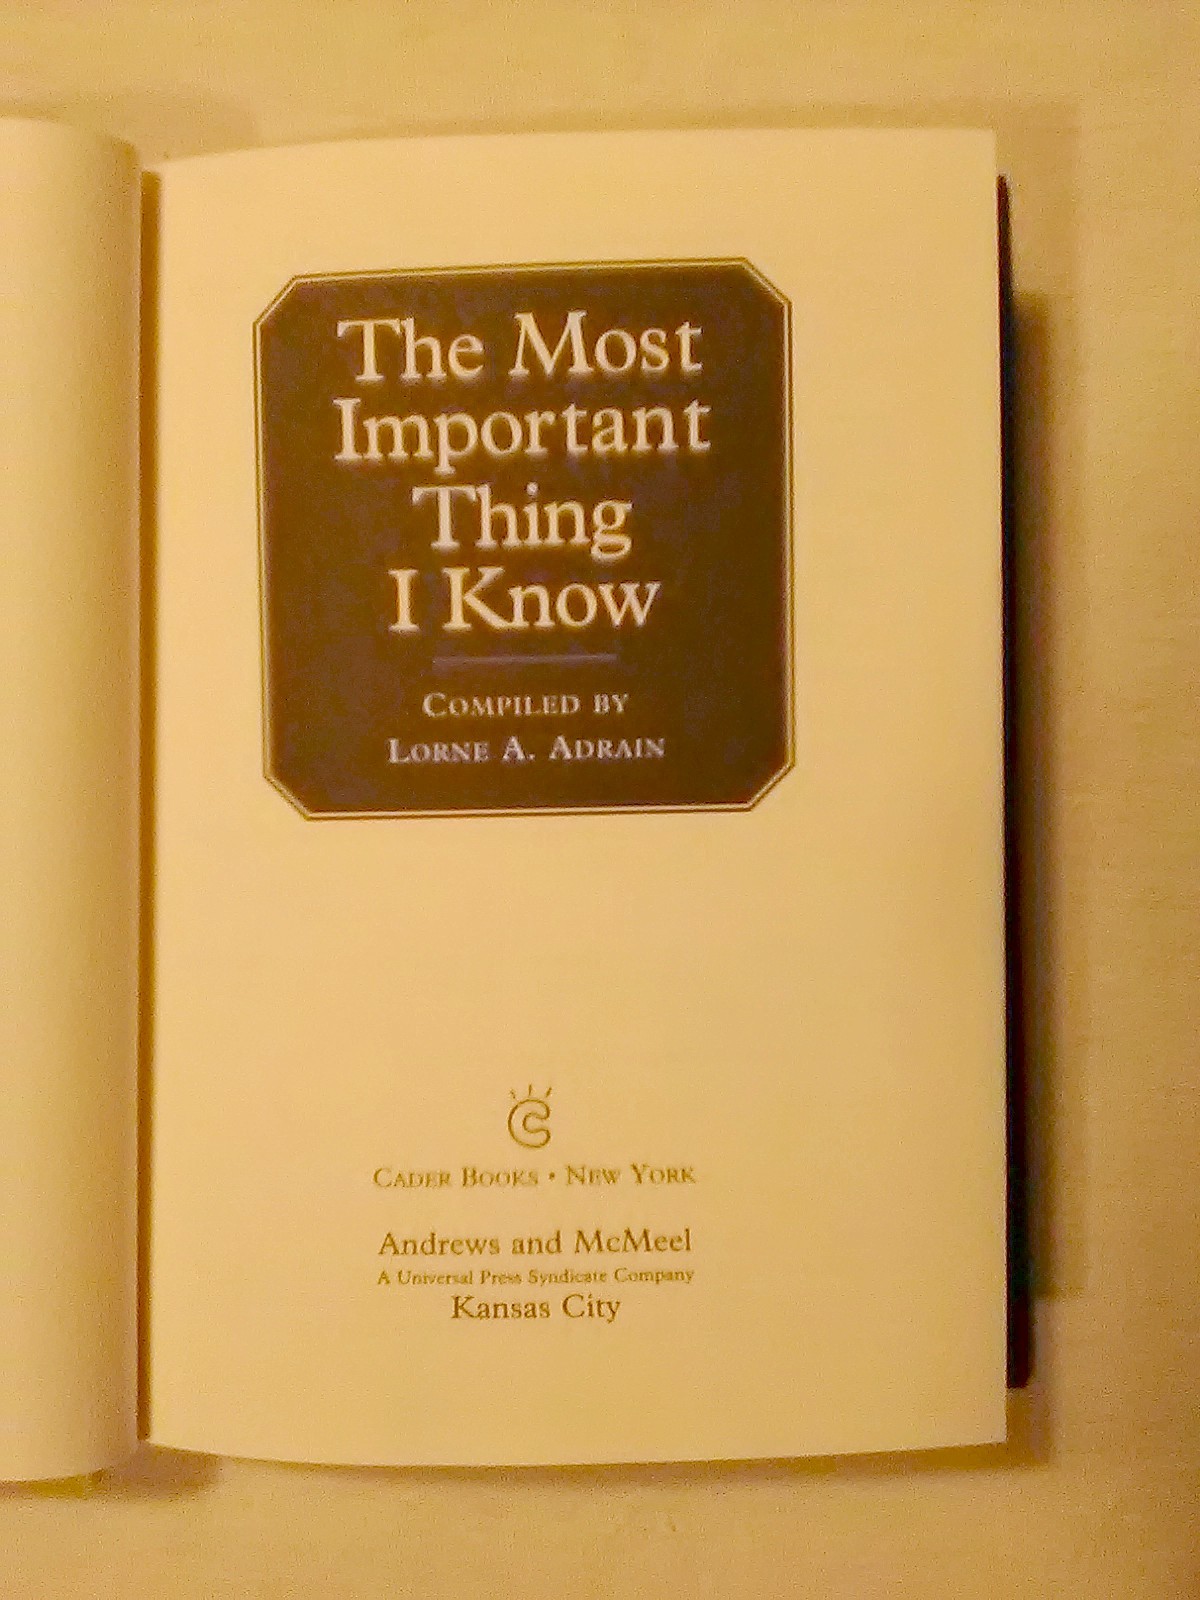 The Most
Important
Thing
I Know
COMPILED BY
LORNE A. ADRAIN
CADER BOOKS • NEW YORK
Andrews and McMeel
A Universal Press Syndicate Company
Kansas City